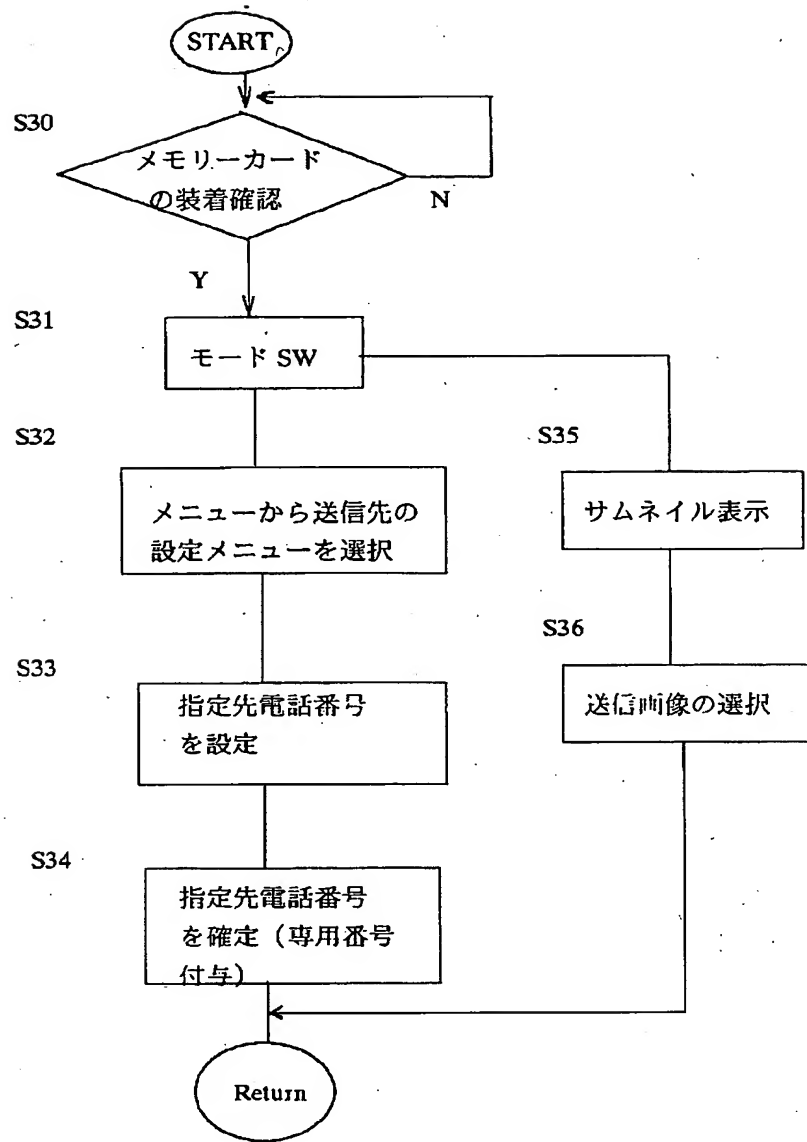 START
S30
メモリーカード
の装着確認
N
Y
S31
モード SW
S32
メニューから送信先の
設定メニューを選択
S33
指定先電話番号
を設定
S34
指定先電話番号
を確定（専用番号
付与）
S35
サムネイル表示
S36
送信画像の選択
Return